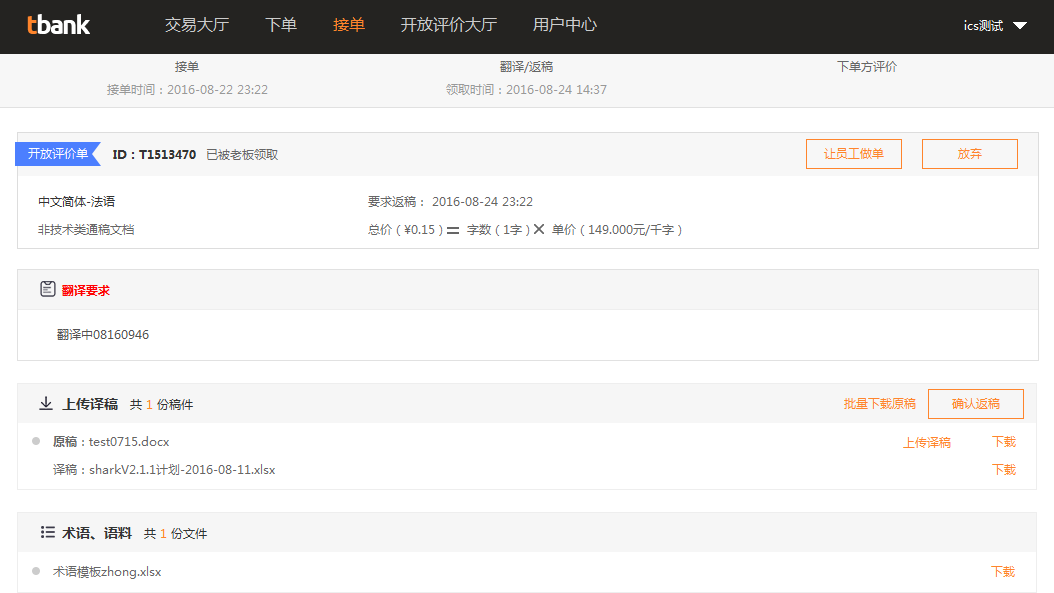 tbank 交易大厅 下单 接单 开放评价大厅 用户中心 ics测试
接单 翻译/返稿 下单方评价
接单时间：2016-08-22 23:22 领取时间：2016-08-24 14:37
开放评价单 ID：T1513470 已被老板领取 让员工做单 放弃
中文简体-法语 要求返稿： 2016-08-24 23:22
非技术类通稿文档 总价（¥0.15）= 字数（1字）× 单价（149.000元/千字）
翻译要求
翻译中08160946
上传译稿 共 1 份稿件 批量下载原稿 确认返稿
原稿：test0715.docx 上传译稿 下载
译稿：sharkV2.1.1计划-2016-08-11.xlsx 下载
术语、语料 共 1 份文件
术语模板zhong.xlsx 下载